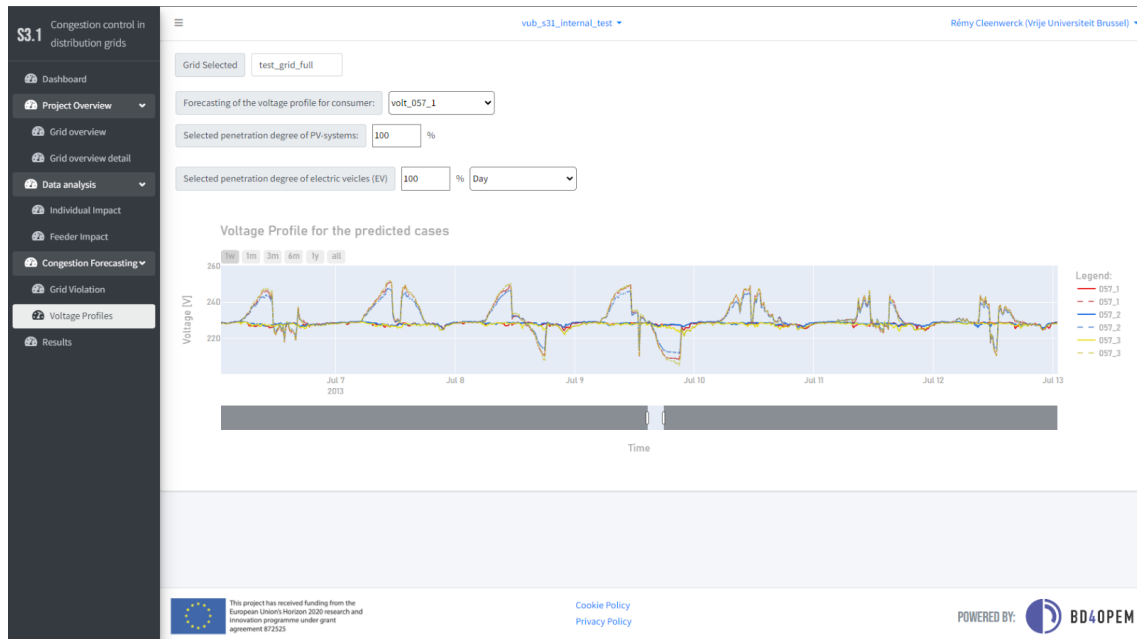 S3.1
Congestion control in
distribution grids
vub_s31_internal_test
Rémy Cleenwerck (Vrije Universiteit Brussel)
Dashboard
Project Overview
Grid overview
Grid overview detail
Data analysis
Individual Impact
Feeder Impact
Congestion Forecasting
Grid Violation
Voltage Profiles
Results
Grid Selected
test_grid_full
Forecasting of the voltage profile for consumer:
volt_057_1
Selected penetration degree of PV-systems:
100
%
Selected penetration degree of electric veicles (EV)
100
%
Day
Voltage Profile for the predicted cases
1w 1m 3m 6m 1y all
260
240
220
Voltage [V]
Jul 7
2013
Jul 8
Jul 9
Jul 10
Jul 11
Jul 12
Jul 13
Time
Legend:
057_1
057_1
057_2
057_2
057_3
057_3
This project has received funding from the
European Union's Horizon 2020 research and
innovation programme under grant
agreement 872525
Cookie Policy
Privacy Policy
POWERED BY:
BD4OPEM